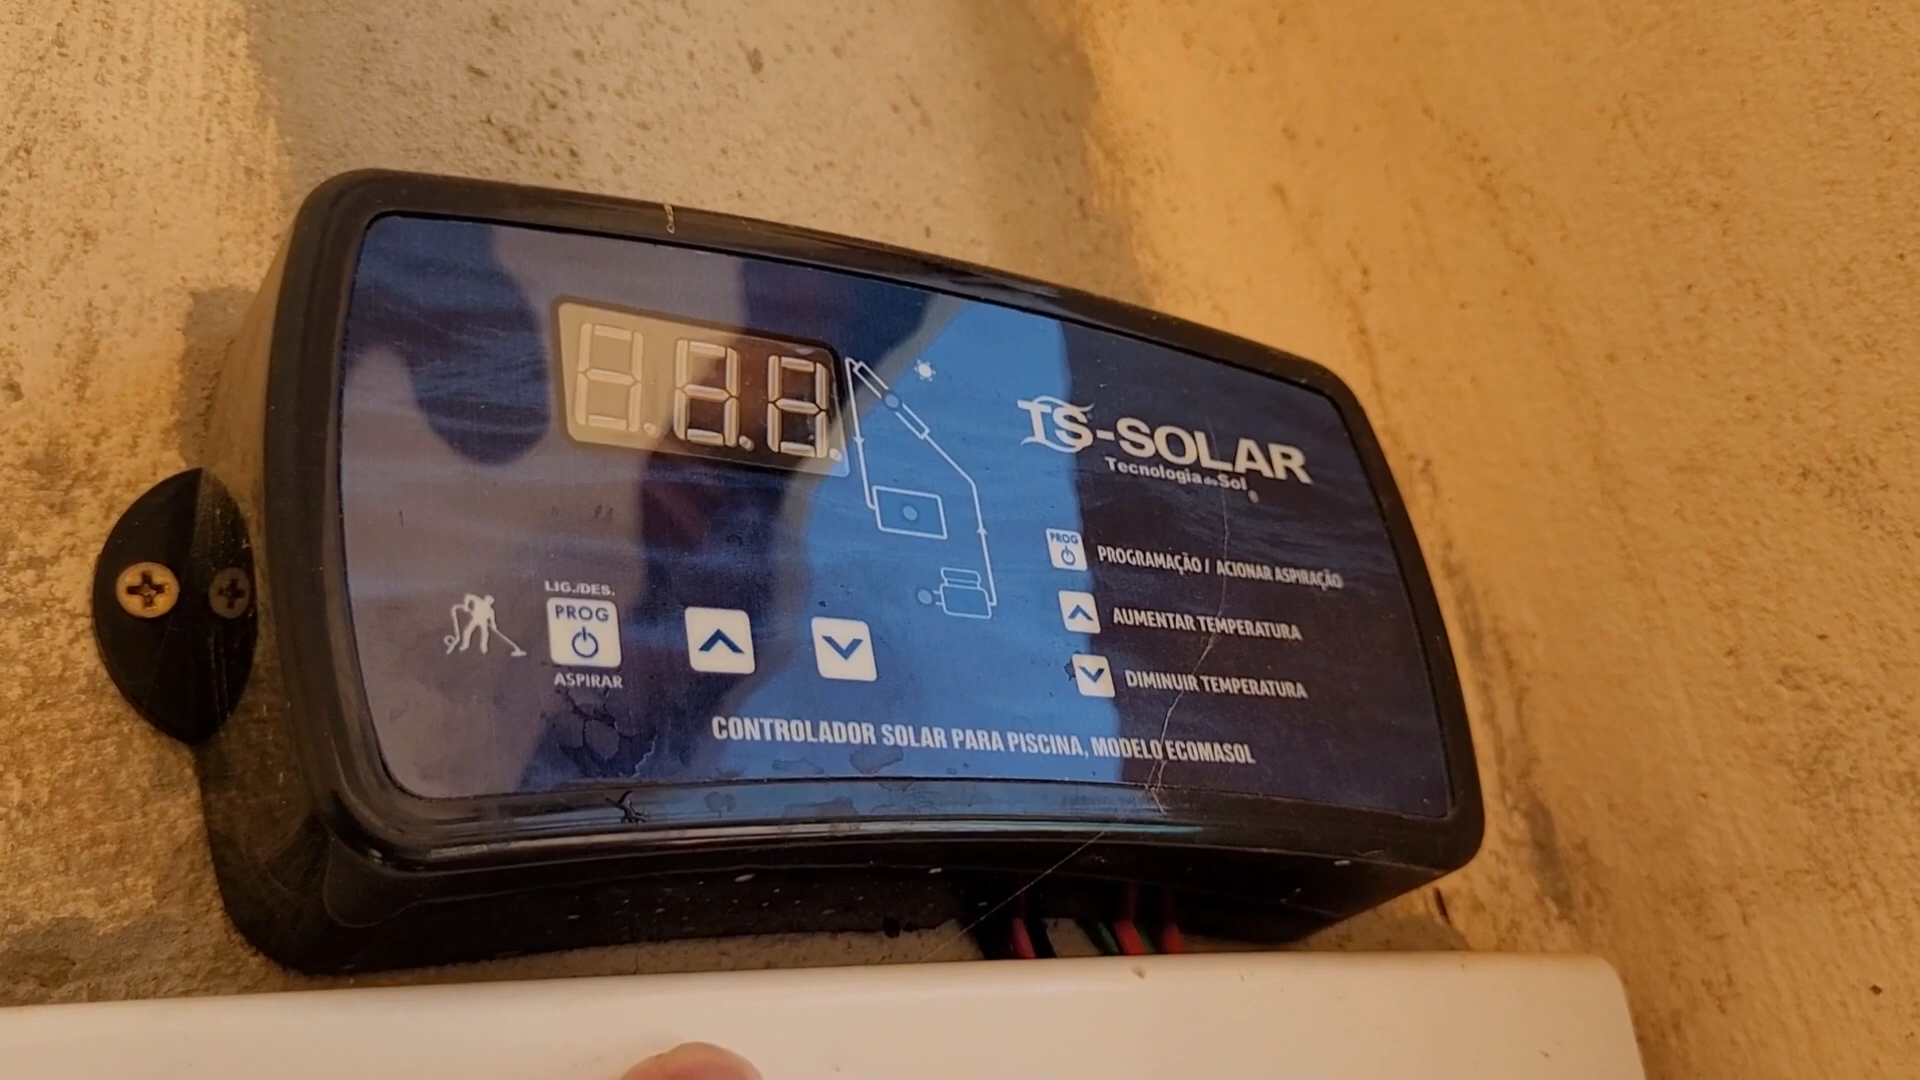 TS-SOLAR
Tecnologia do Sol
®
LIG./DES.
PROG
ASPIRAR
PROG
PROGRAMAÇÃO / ACIONAR ASPIRAÇÃO
AUMENTAR TEMPERATURA
DIMINUIR TEMPERATURA
CONTROLADOR SOLAR PARA PISCINA, MODELO ECOMASOL